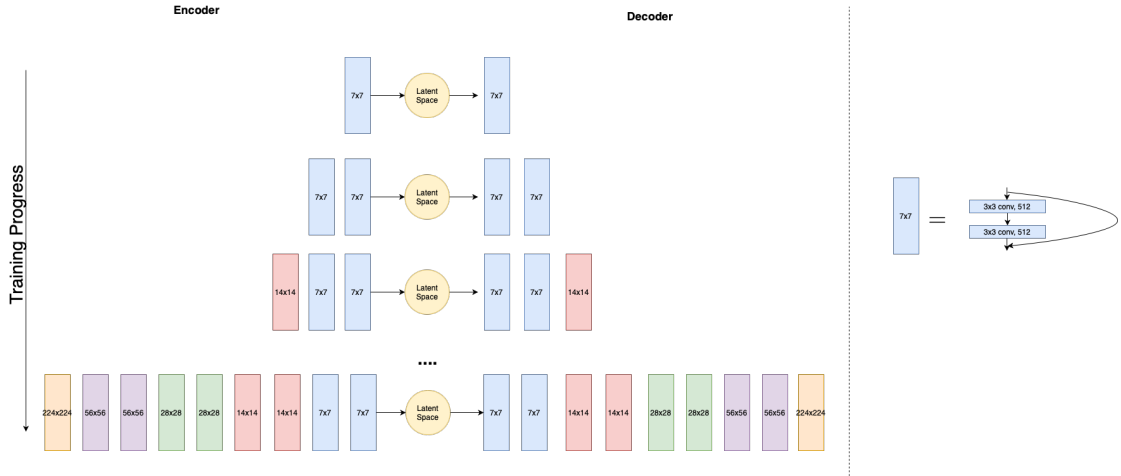 Encoder
Decoder
Training Progress
7x7
Latent
Space
7x7
7x7
7x7
Latent
Space
7x7
7x7
14x14
7x7
7x7
Latent
Space
7x7
7x7
14x14
....
224x224
56x56
56x56
28x28
28x28
14x14
14x14
7x7
7x7
Latent
Space
7x7
7x7
14x14
14x14
28x28
28x28
56x56
56x56
224x224
7x7
=
3x3 conv, 512
3x3 conv, 512